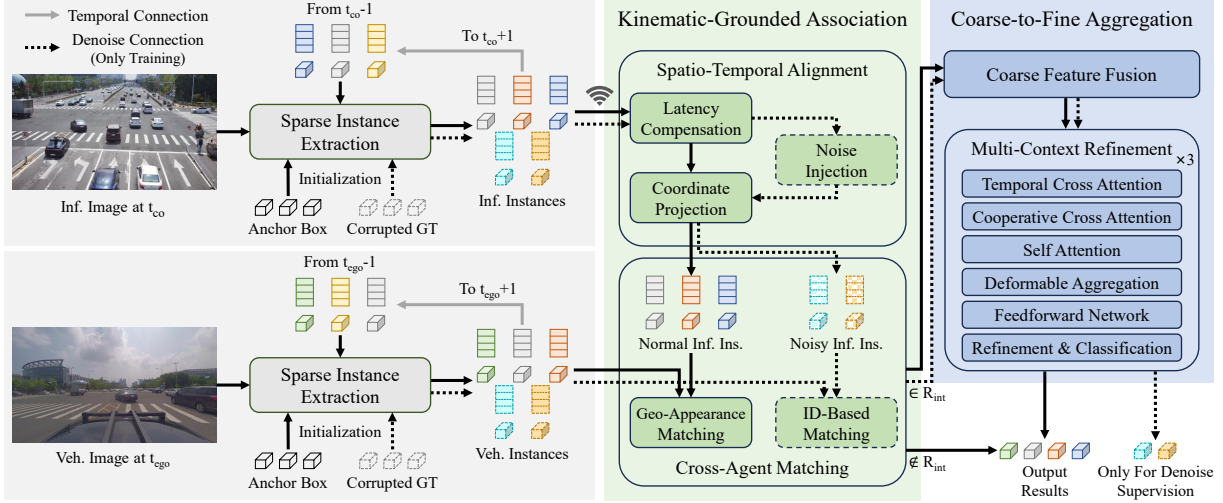 Temporal Connection
Denoise Connection
(Only Training)
From t_co-1
To t_co+1
Sparse Instance
Extraction
Initialization
Anchor Box
Corrupted GT
Inf. Instances
Inf. Image at t_co
From t_ego-1
To t_ego+1
Sparse Instance
Extraction
Initialization
Anchor Box
Corrupted GT
Veh. Instances
Veh. Image at t_ego
Kinematic-Grounded Association
Spatio-Temporal Alignment
Latency
Compensation
Noise
Injection
Coordinate
Projection
Normal Inf. Ins.
Noisy Inf. Ins.
Geo-Appearance
Matching
ID-Based
Matching
Cross-Agent Matching
∈ R_int
∉ R_int
Coarse-to-Fine Aggregation
Coarse Feature Fusion
Multi-Context Refinement
×3
Temporal Cross Attention
Cooperative Cross Attention
Self Attention
Deformable Aggregation
Feedforward Network
Refinement & Classification
Output
Results
Only For Denoise
Supervision